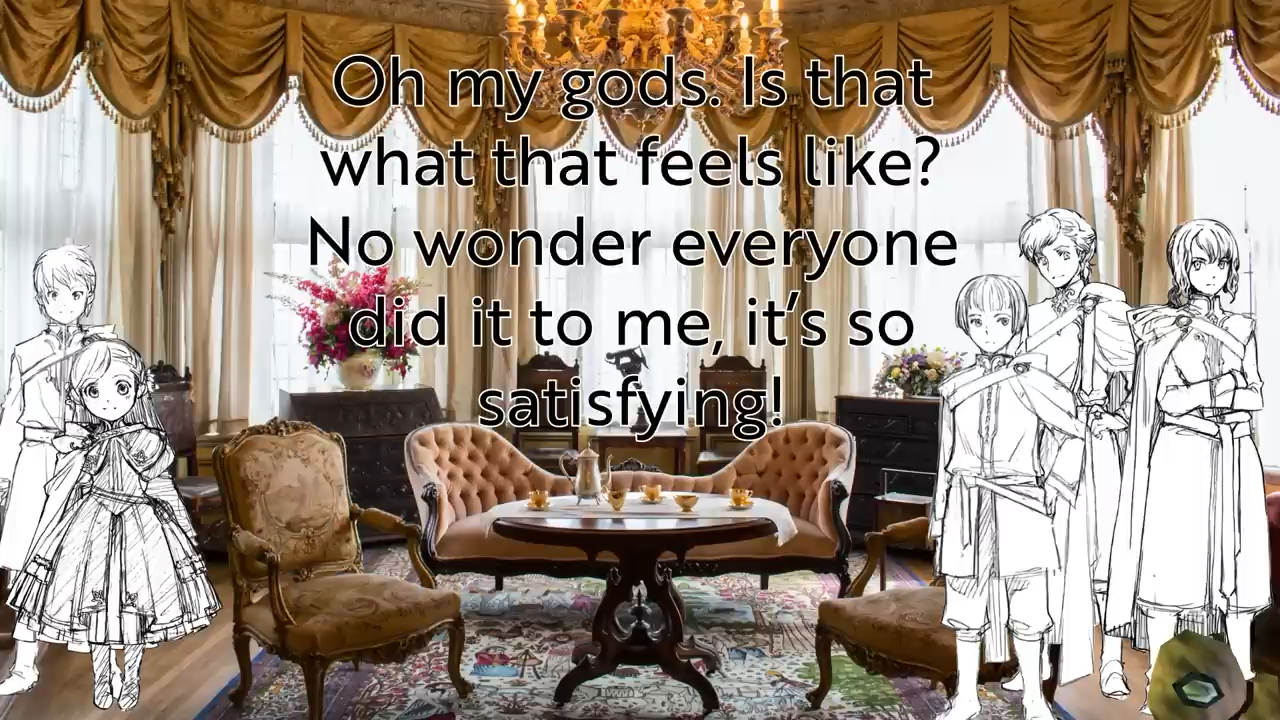 Oh my gods. Is that
what that feels like?
No wonder everyone
did it to me, it’s so
satisfying!